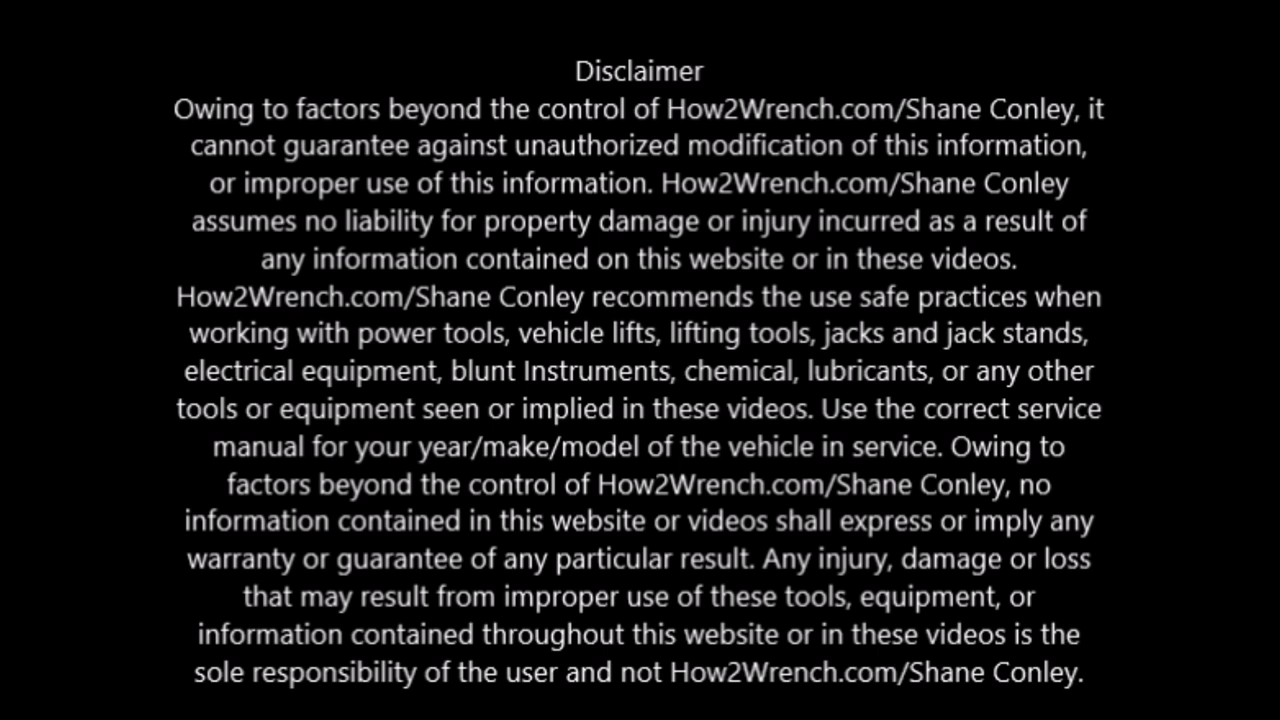 Disclaimer
Owing to factors beyond the control of How2Wrench.com/Shane Conley, it
cannot guarantee against unauthorized modification of this information,
or improper use of this information. How2Wrench.com/Shane Conley
assumes no liability for property damage or injury incurred as a result of
any information contained on this website or in these videos.
How2Wrench.com/Shane Conley recommends the use safe practices when
working with power tools, vehicle lifts, lifting tools, jacks and jack stands,
electrical equipment, blunt Instruments, chemical, lubricants, or any other
tools or equipment seen or implied in these videos. Use the correct service
manual for your year/make/model of the vehicle in service. Owing to
factors beyond the control of How2Wrench.com/Shane Conley, no
information contained in this website or videos shall express or imply any
warranty or guarantee of any particular result. Any injury, damage or loss
that may result from improper use of these tools, equipment, or
information contained throughout this website or in these videos is the
sole responsibility of the user and not How2Wrench.com/Shane Conley.